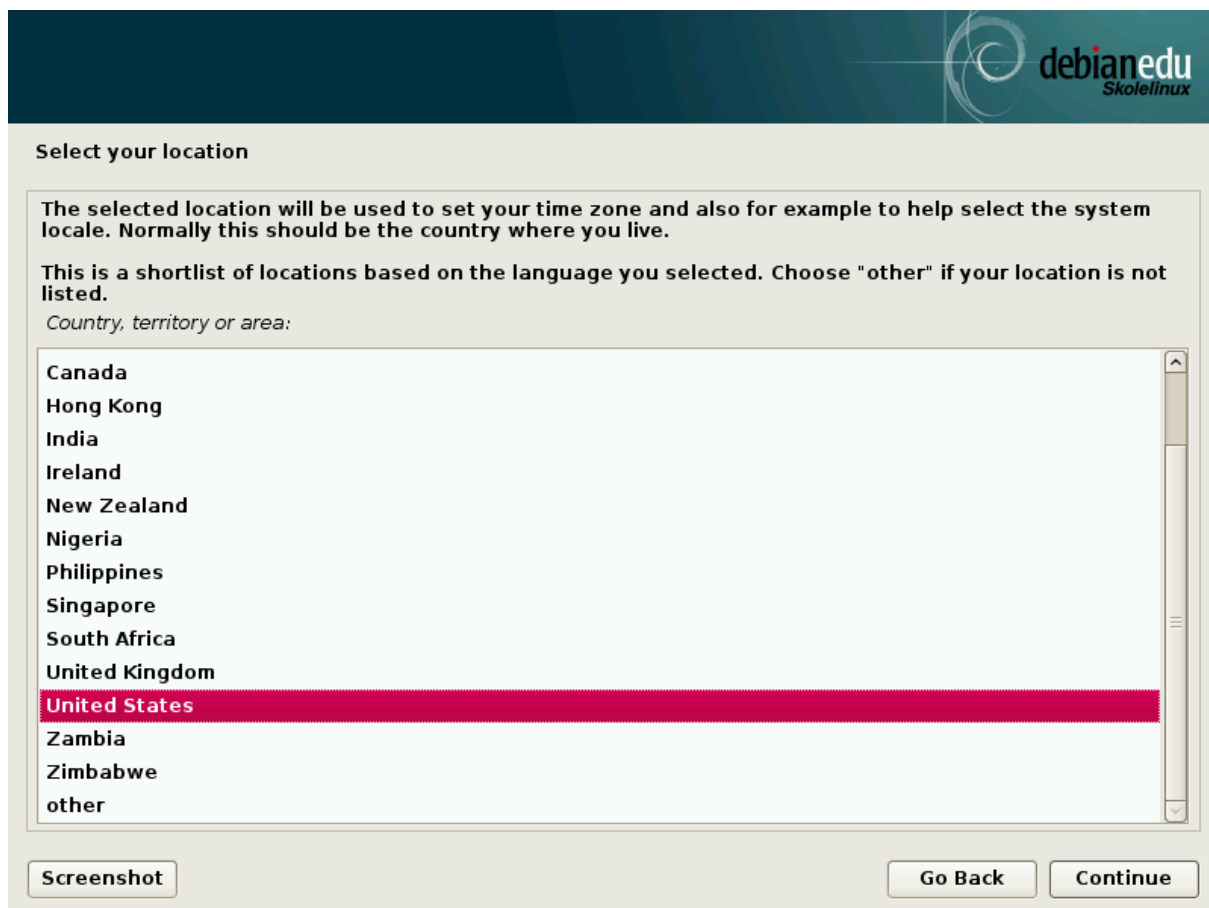 debianedu
Skolelinux
Select your location
The selected location will be used to set your time zone and also for example to help select the system
locale. Normally this should be the country where you live.
This is a shortlist of locations based on the language you selected. Choose "other" if your location is not
listed.
Country, territory or area:
Canada
Hong Kong
India
Ireland
New Zealand
Nigeria
Philippines
Singapore
South Africa
United Kingdom
United States
Zambia
Zimbabwe
other
Screenshot
Go Back
Continue